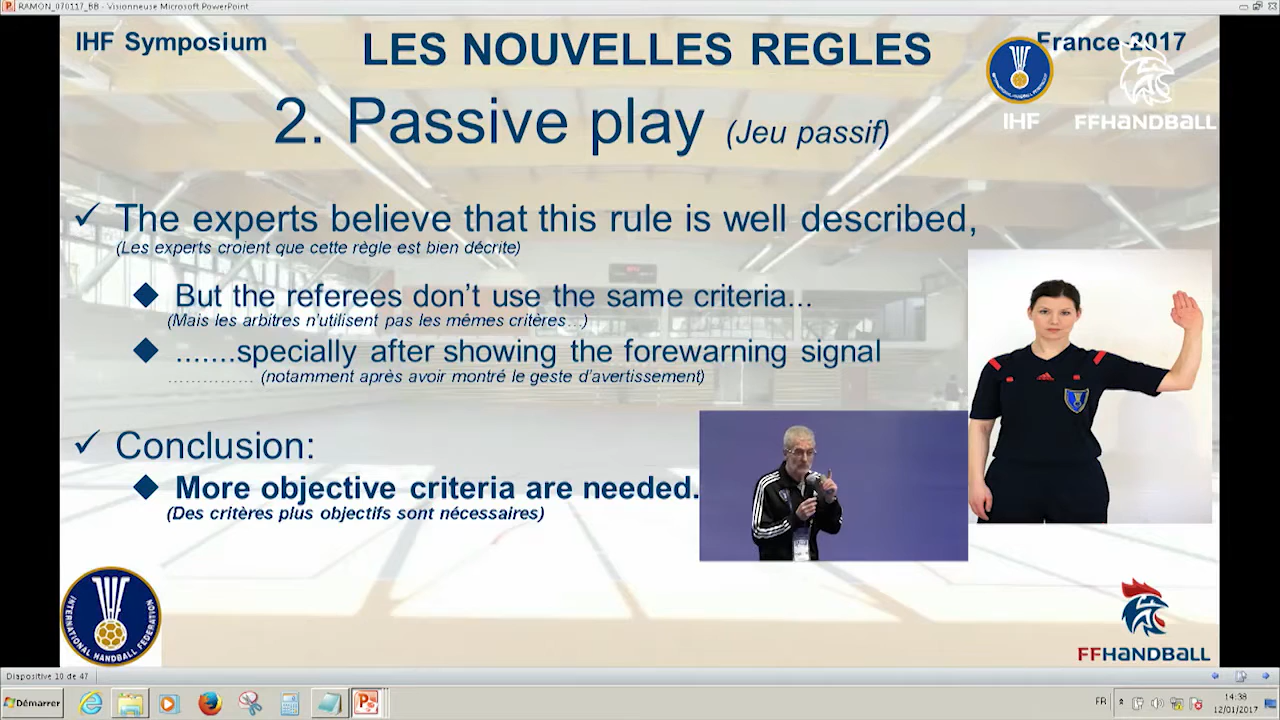 RAMON_070117_BB - Visionneuse Microsoft PowerPoint
IHF Symposium
LES NOUVELLES REGLES
France 2017
IHF
FFHANDBALL
2. Passive play (Jeu passif)
✓ The experts believe that this rule is well described,
(Les experts croient que cette règle est bien décrite)
◆ But the referees don't use the same criteria...
(Mais les arbitres n'utilisent pas les mêmes critères...)
◆ .......specially after showing the forewarning signal
............... (notamment après avoir montré le geste d'avertissement)
✓ Conclusion:
◆ More objective criteria are needed.
(Des critères plus objectifs sont nécessaires)
INTERNATIONAL HANDBALL FEDERATION
FFHANDBALL
Diapositive 10 de 47
Démarrer
FR
14:38
12/01/2017